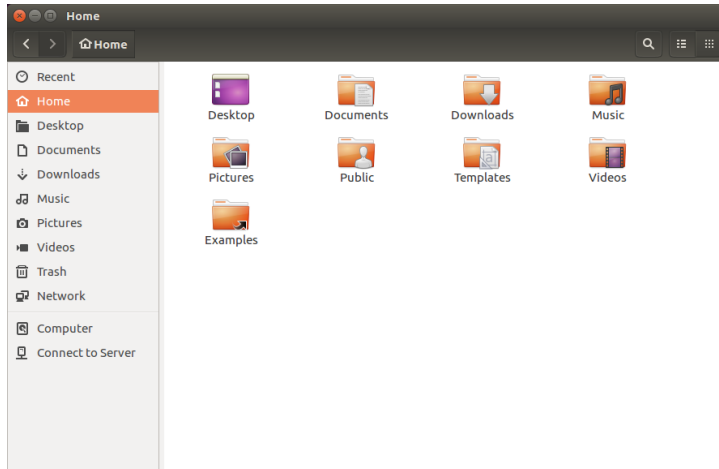 Home
Home
Recent
Home
Desktop
Documents
Downloads
Music
Pictures
Videos
Trash
Network
Computer
Connect to Server
Desktop Documents Downloads Music
Pictures Public Templates Videos
Examples